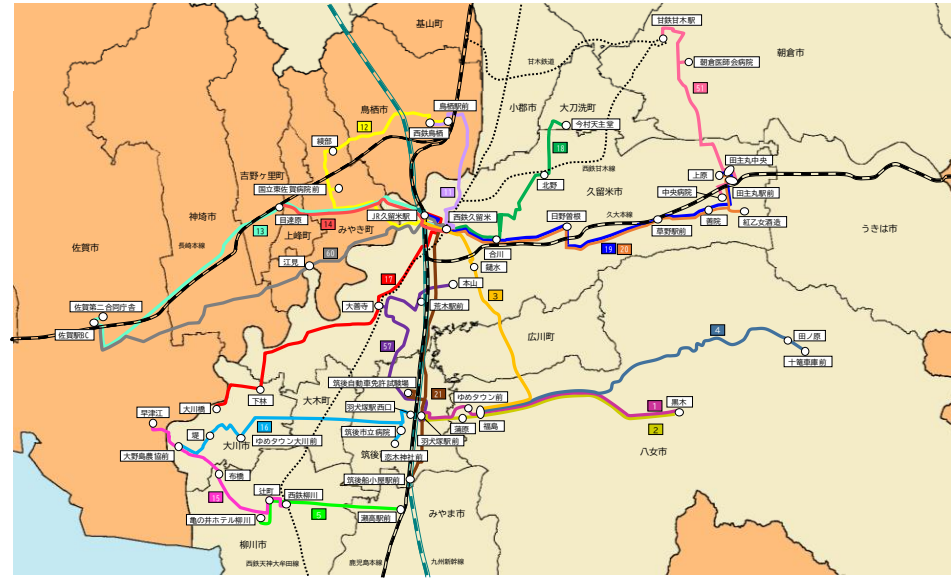 基山町
甘鉄甘木駅
朝倉市
甘木鉄道
朝倉医師会病院
51
小郡市
大刀洗町
鳥栖市
鳥栖駅前
12
西鉄鳥栖
今村天主堂
18
綾部
西鉄甘木線
田主丸中央
上原
吉野ヶ里町
国立東佐賀病院前
北野
久留米市
中央病院
田主丸駅前
神埼市
目達原
31
JR久留米駅
西鉄久留米
日野曽根
久大本線
善院
紅乙女酒造
14
みやき町
草野駅前
うきは市
13
上峰町
佐賀市
長崎本線
60
合川
19
20
江見
鑓水
17
本山
3
佐賀第二合同庁舎
大善寺
荒木駅前
佐賀駅BC
広川町
4
田ノ原
57
十篭車庫前
筑後自動車免許試験場
大木町
下林
21
ゆめタウン前
黒木
1
早津江
大川橋
羽犬塚駅西口
蒲原
福島
2
16
筑後市立病院
堤
大川市
ゆめタウン大川前
羽犬塚駅前
大野島農協前
恋木神社前
八女市
布橋
筑後船小屋駅前
15
辻町
西鉄柳川
5
瀬高駅前
亀の井ホテル柳川
みやま市
柳川市
西鉄天神大牟田線
鹿児島本線
九州新幹線